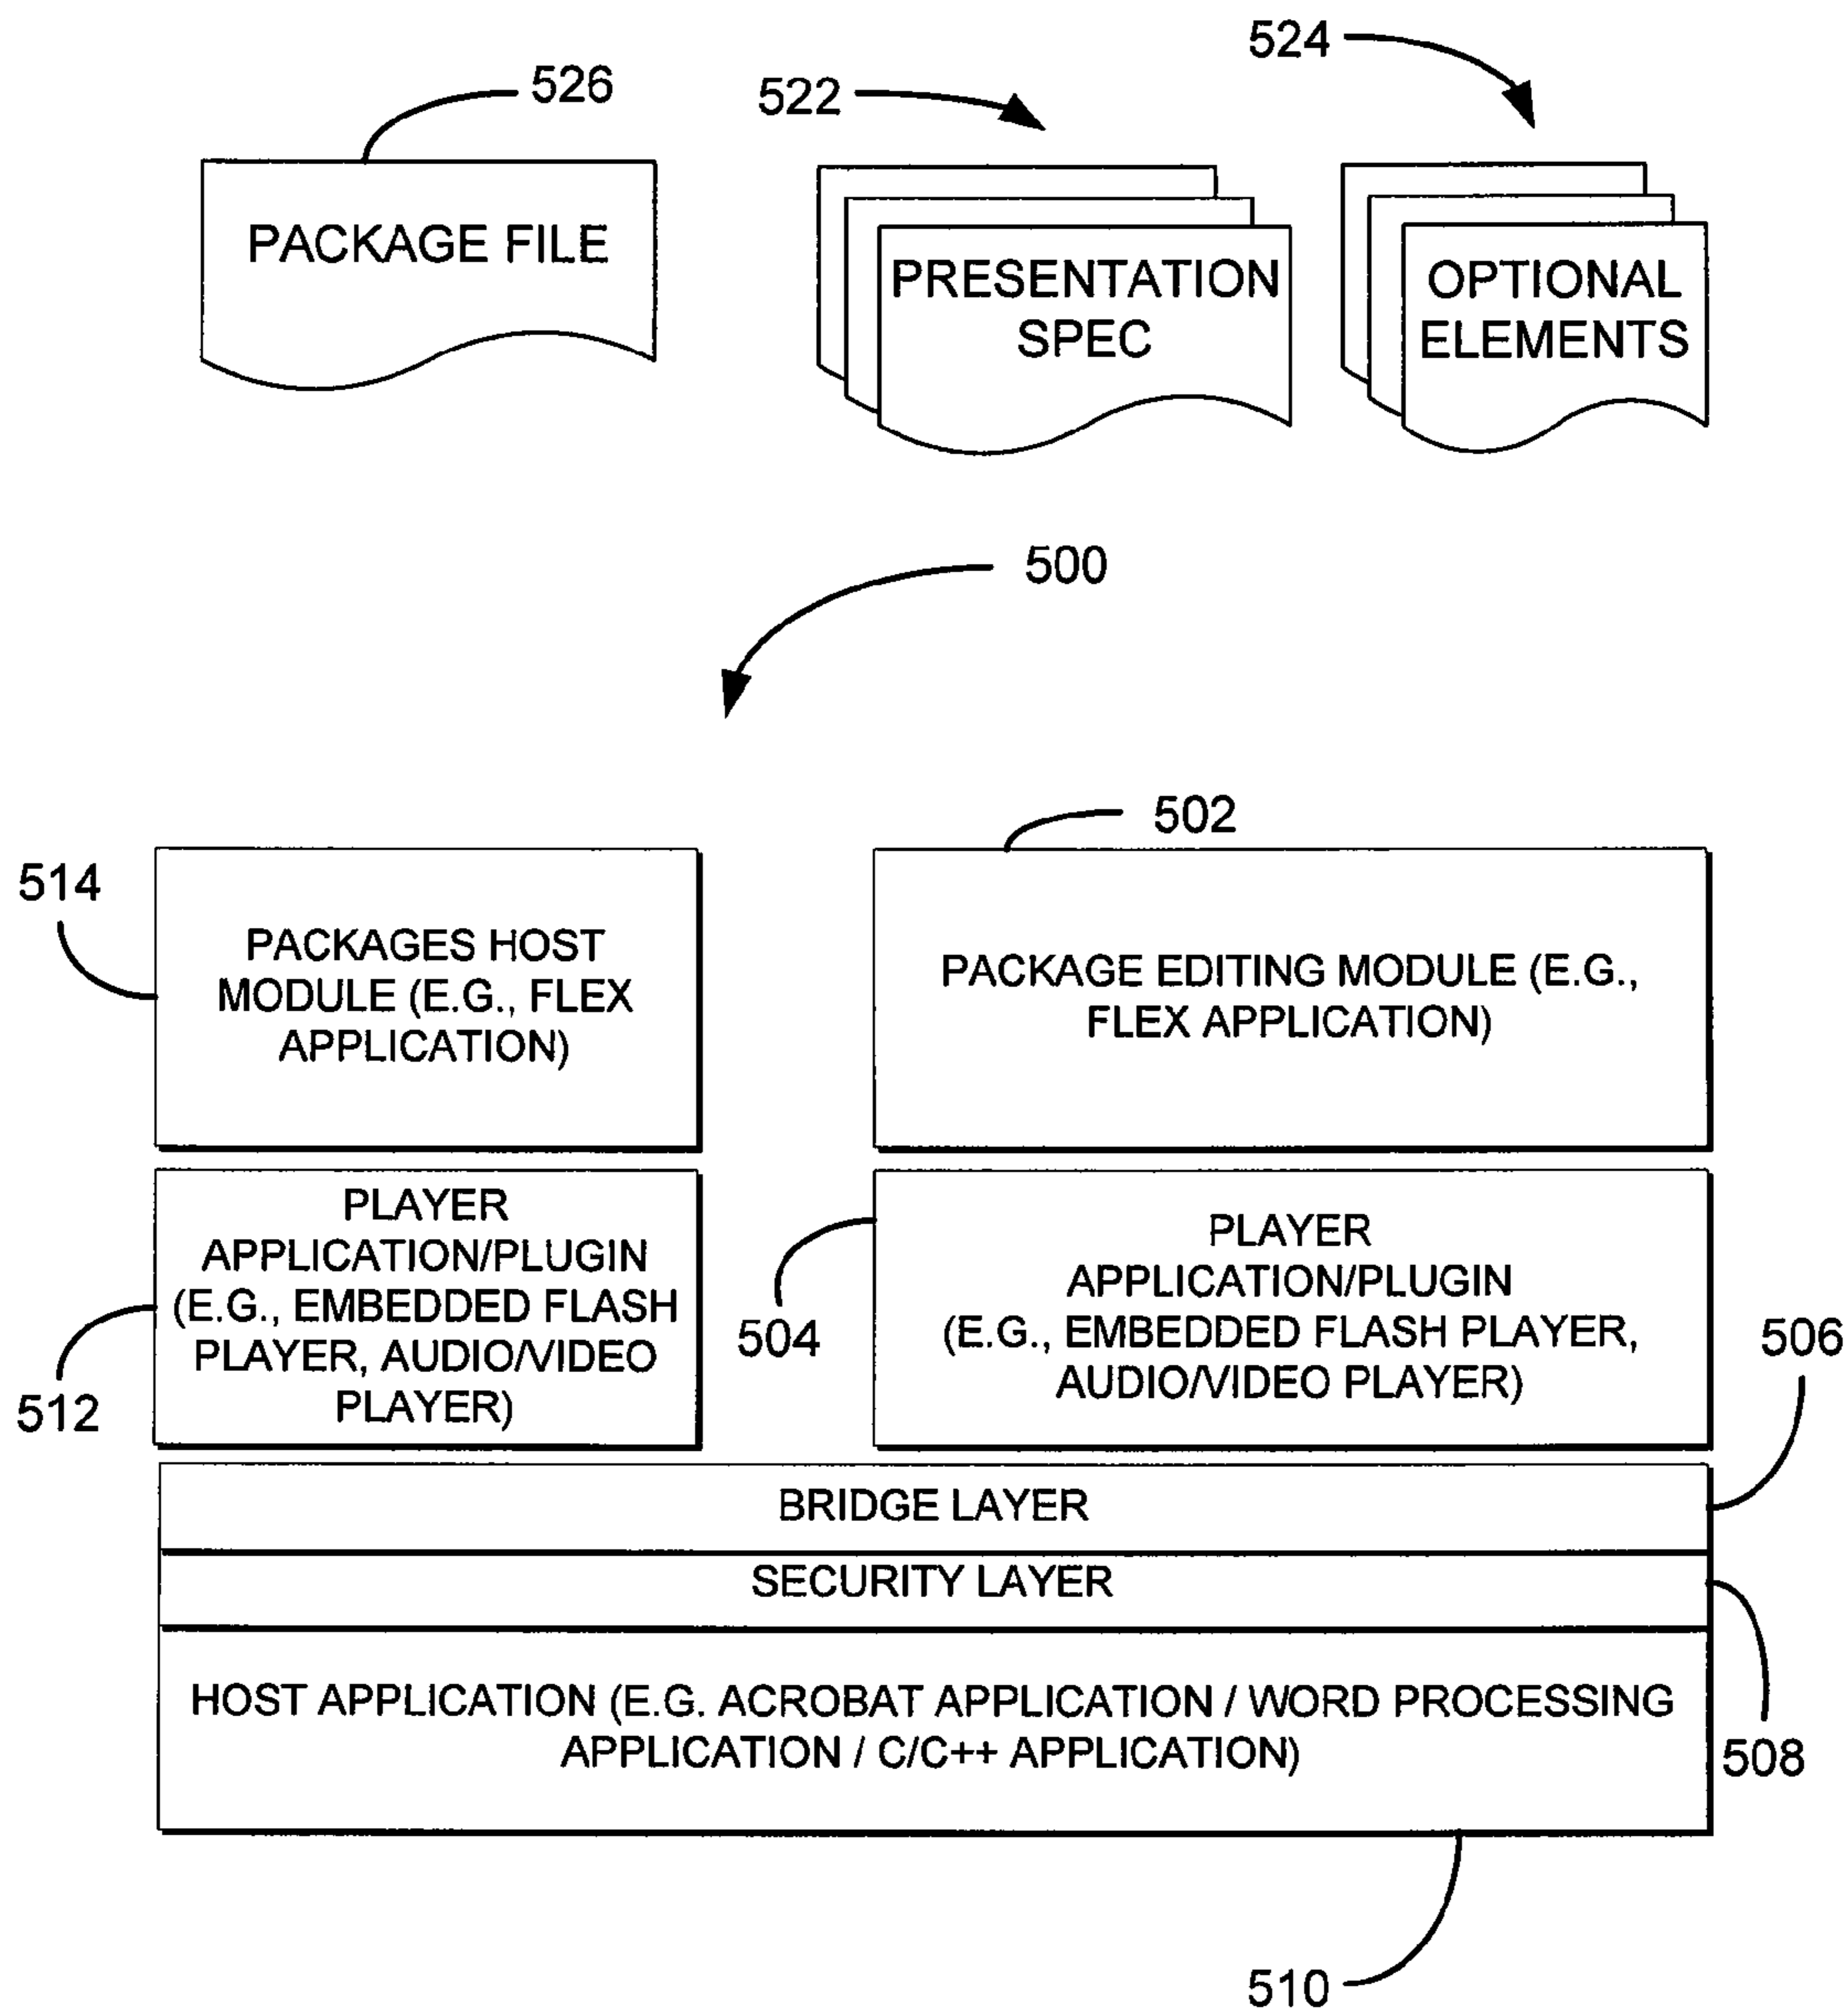 524
526
522
PACKAGE FILE
PRESENTATION
SPEC
OPTIONAL
ELEMENTS
500
502
514
PACKAGES HOST
MODULE (E.G., FLEX
APPLICATION)
PACKAGE EDITING MODULE (E.G.,
FLEX APPLICATION)
PLAYER
APPLICATION/PLUGIN
(E.G., EMBEDDED FLASH
PLAYER, AUDIO/VIDEO
PLAYER)
512
504
PLAYER
APPLICATION/PLUGIN
(E.G., EMBEDDED FLASH PLAYER,
AUDIO/VIDEO PLAYER)
506
BRIDGE LAYER
SECURITY LAYER
HOST APPLICATION (E.G. ACROBAT APPLICATION / WORD PROCESSING
APPLICATION / C/C++ APPLICATION)
508
510